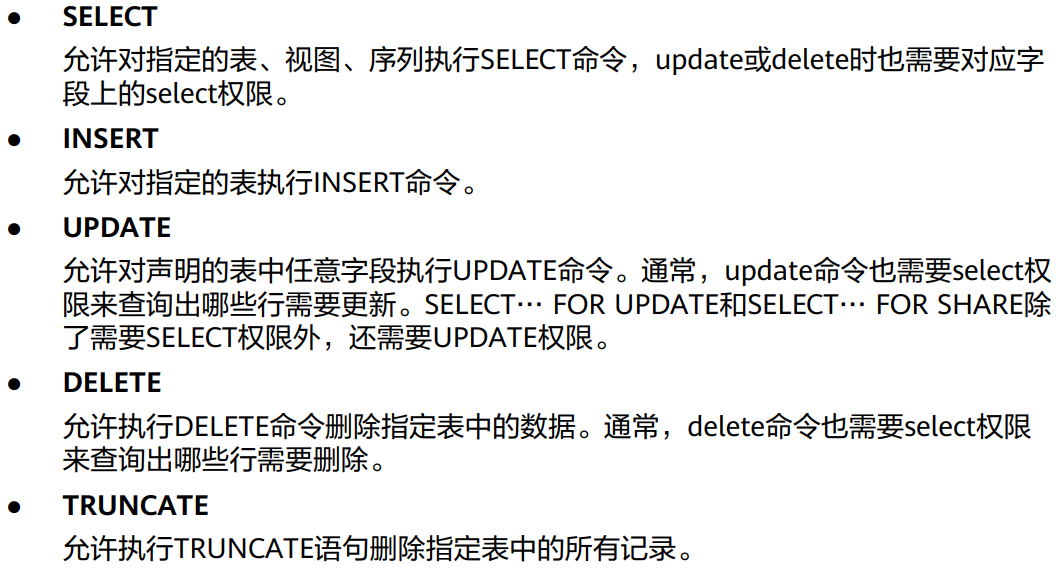 ● SELECT
允许对指定的表、视图、序列执行SELECT命令，update或delete时也需要对应字
段上的select权限。
● INSERT
允许对指定的表执行INSERT命令。
● UPDATE
允许对声明的表中任意字段执行UPDATE命令。通常，update命令也需要select权
限来查询出哪些行需要更新。SELECT… FOR UPDATE和SELECT… FOR SHARE除
了需要SELECT权限外，还需要UPDATE权限。
● DELETE
允许执行DELETE命令删除指定表中的数据。通常，delete命令也需要select权限
来查询出哪些行需要删除。
● TRUNCATE
允许执行TRUNCATE语句删除指定表中的所有记录。